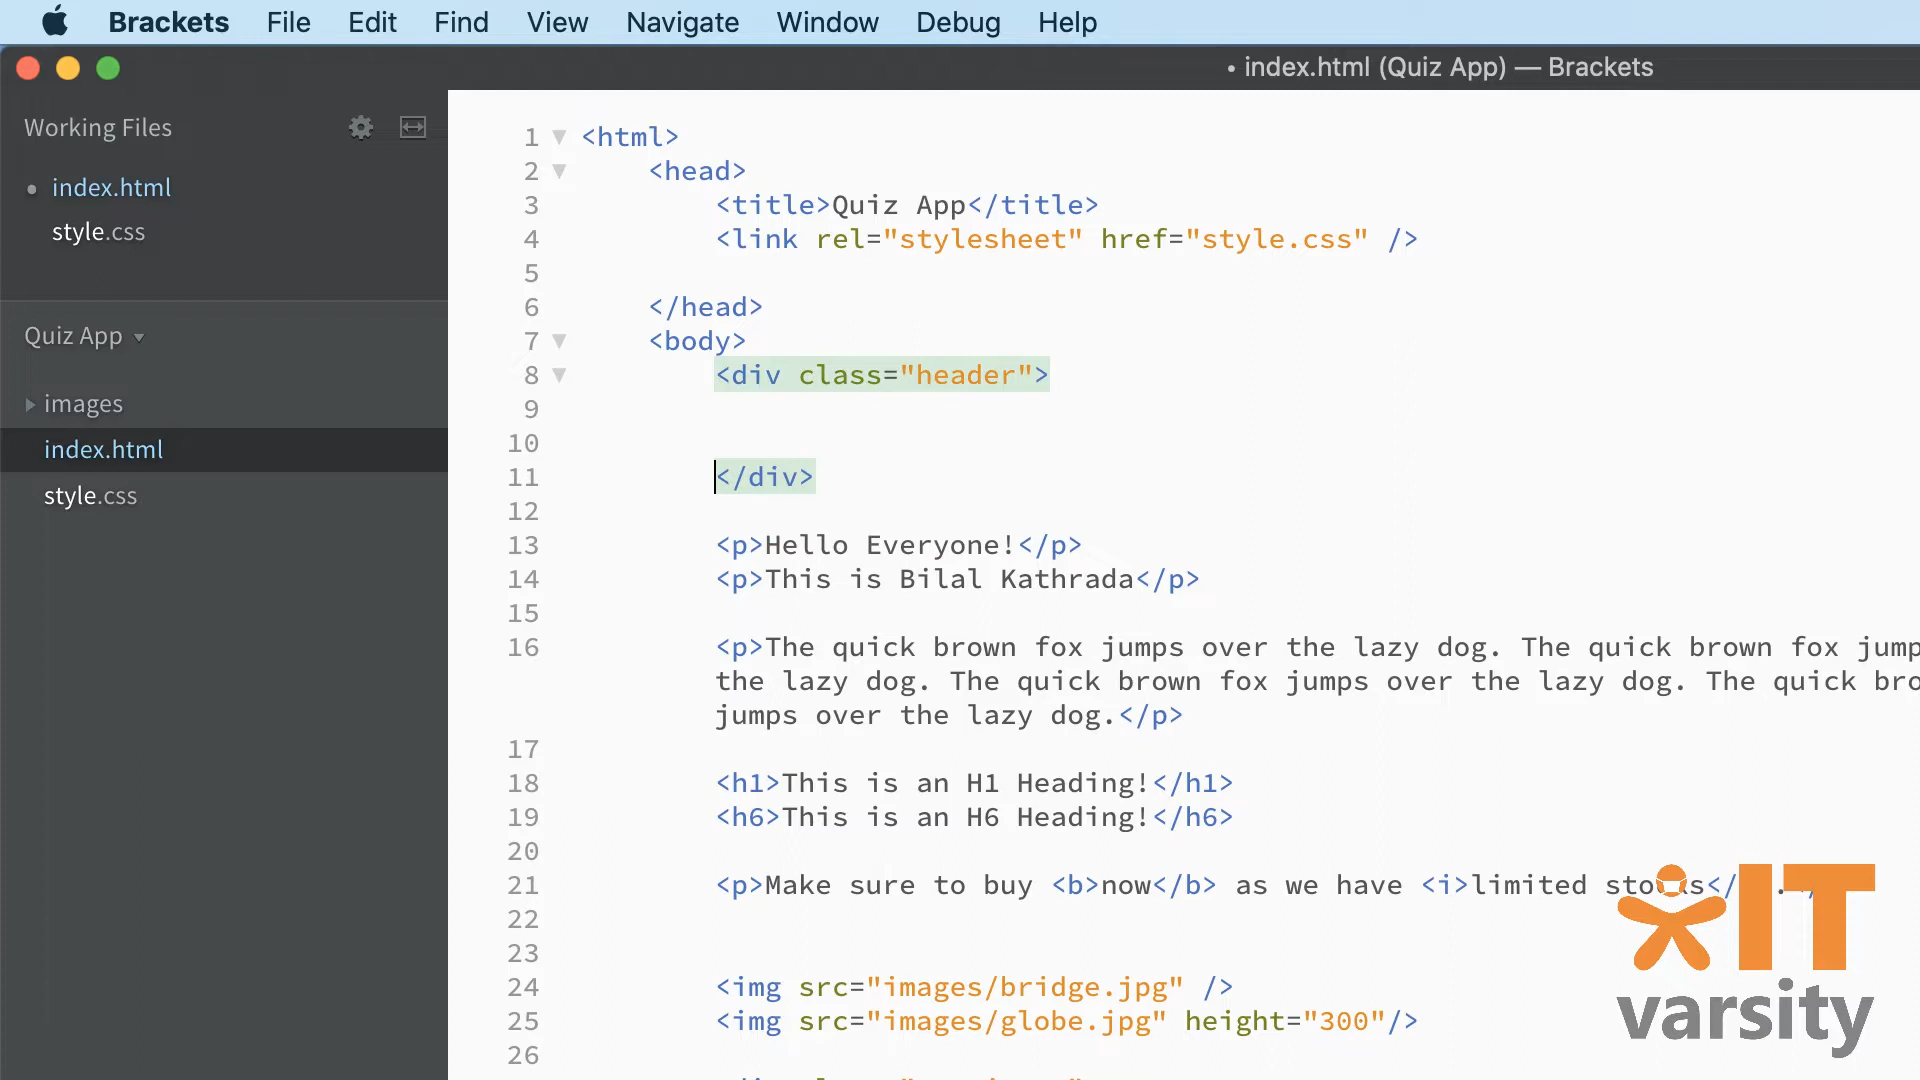 Brackets File Edit Find View Navigate Window Debug Help
• index.html (Quiz App) — Brackets
Working Files
• index.html
style.css
Quiz App
images
index.html
style.css
1 <html>
2 <head>
3 <title>Quiz App</title>
4 <link rel="stylesheet" href="style.css" />
5
6 </head>
7 <body>
8 <div class="header">
9
10
11 </div>
12
13 <p>Hello Everyone!</p>
14 <p>This is Bilal Kathrada</p>
15
16 <p>The quick brown fox jumps over the lazy dog. The quick brown fox jump
the lazy dog. The quick brown fox jumps over the lazy dog. The quick bro
jumps over the lazy dog.</p>
17
18 <h1>This is an H1 Heading!</h1>
19 <h6>This is an H6 Heading!</h6>
20
21 <p>Make sure to buy <b>now</b> as we have <i>limited stocks</
22
23
24 <img src="images/bridge.jpg" />
25 <img src="images/globe.jpg" height="300"/>
26
IT
varsity